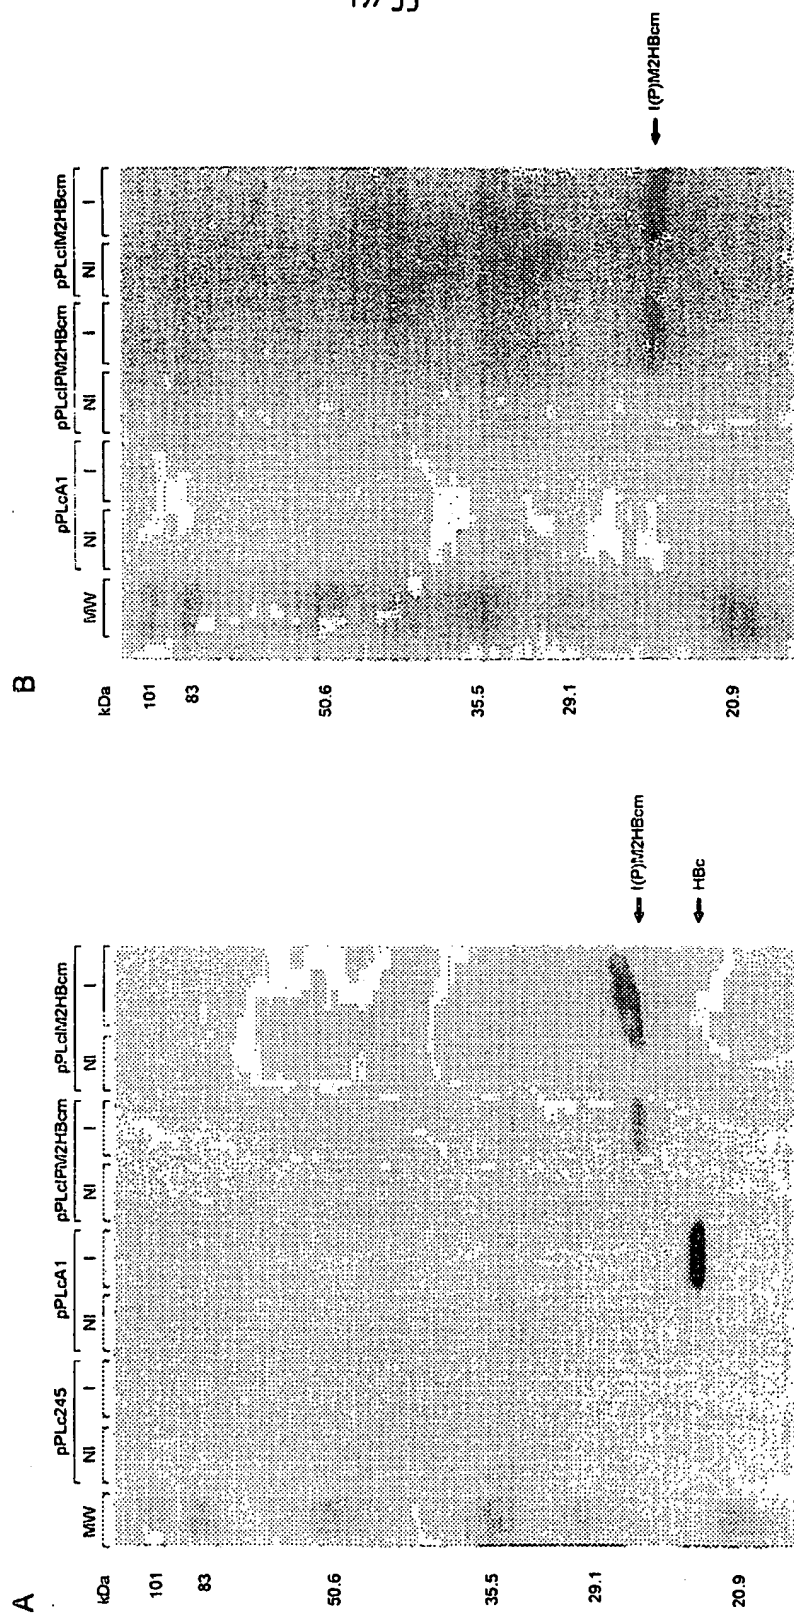 A
pPLc245 pPLcA1 pPLcIPM2HBcm pPLcIM2HBcm
kDa MW NI I NI I NI I NI I
101
83
50.6
35.5
29.1
20.9
I(P)M2HBcm
HBc
B
pPLcA1 pPLcIPM2HBcm pPLcIM2HBcm
kDa MW NI I NI I NI I
101
83
50.6
35.5
29.1
20.9
I(P)M2HBcm